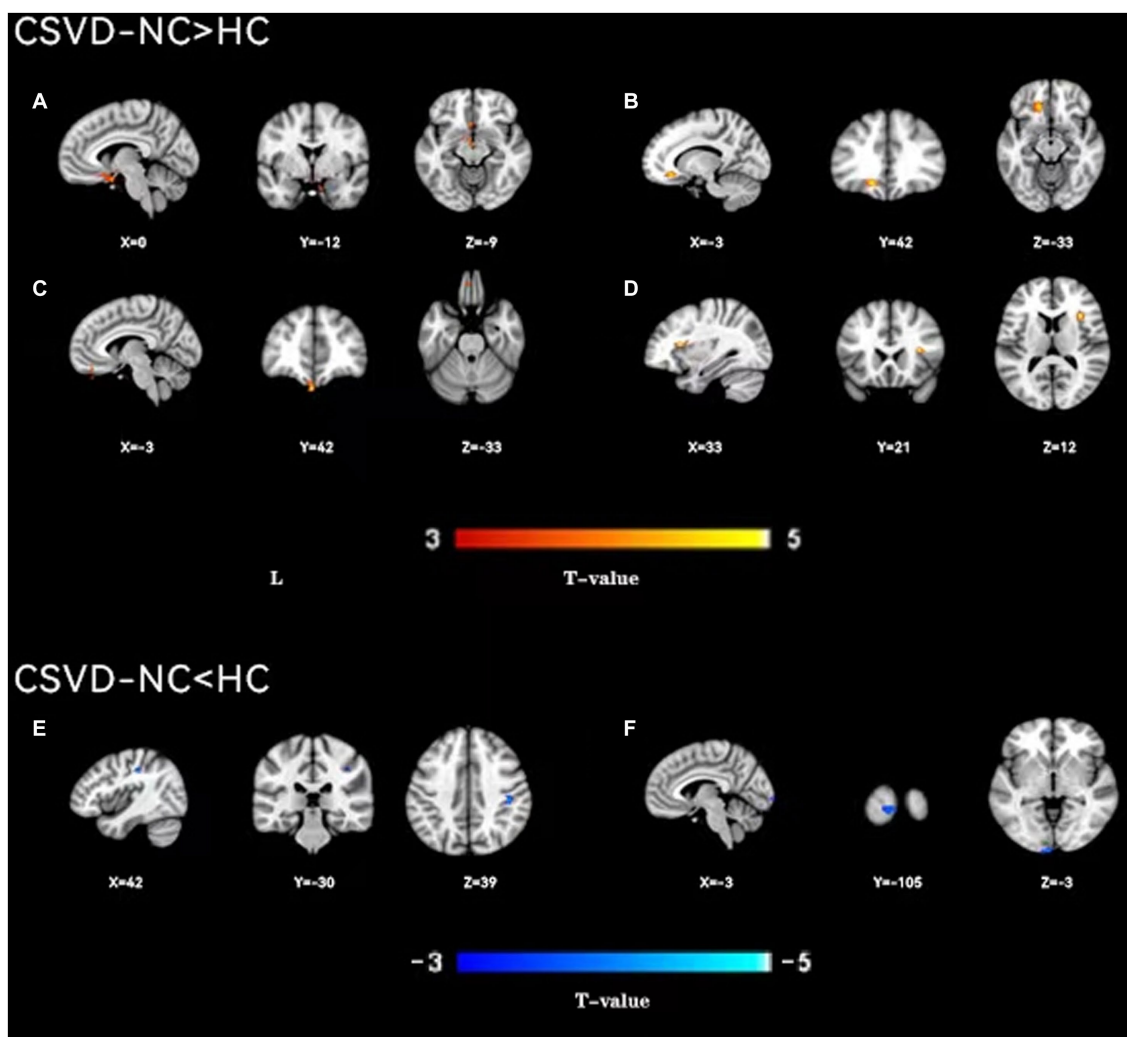 CSVD-NC>HC
A
B
X=0 Y=-12 Z=-9
X=-3 Y=42 Z=-33
C
D
X=-3 Y=42 Z=-33
X=33 Y=21 Z=12
3 5
L T-value
CSVD-NC<HC
E
F
X=42 Y=-30 Z=39
X=-3 Y=-105 Z=-3
-3 -5
T-value